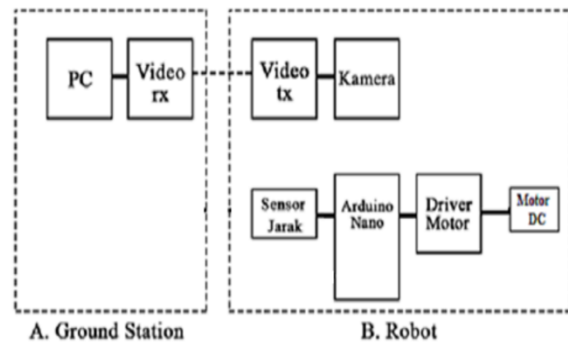 PC
Video
rx
Video
tx
Kamera
Sensor
Jarak
Arduino
Nano
Driver
Motor
Motor
DC
A. Ground Station
B. Robot